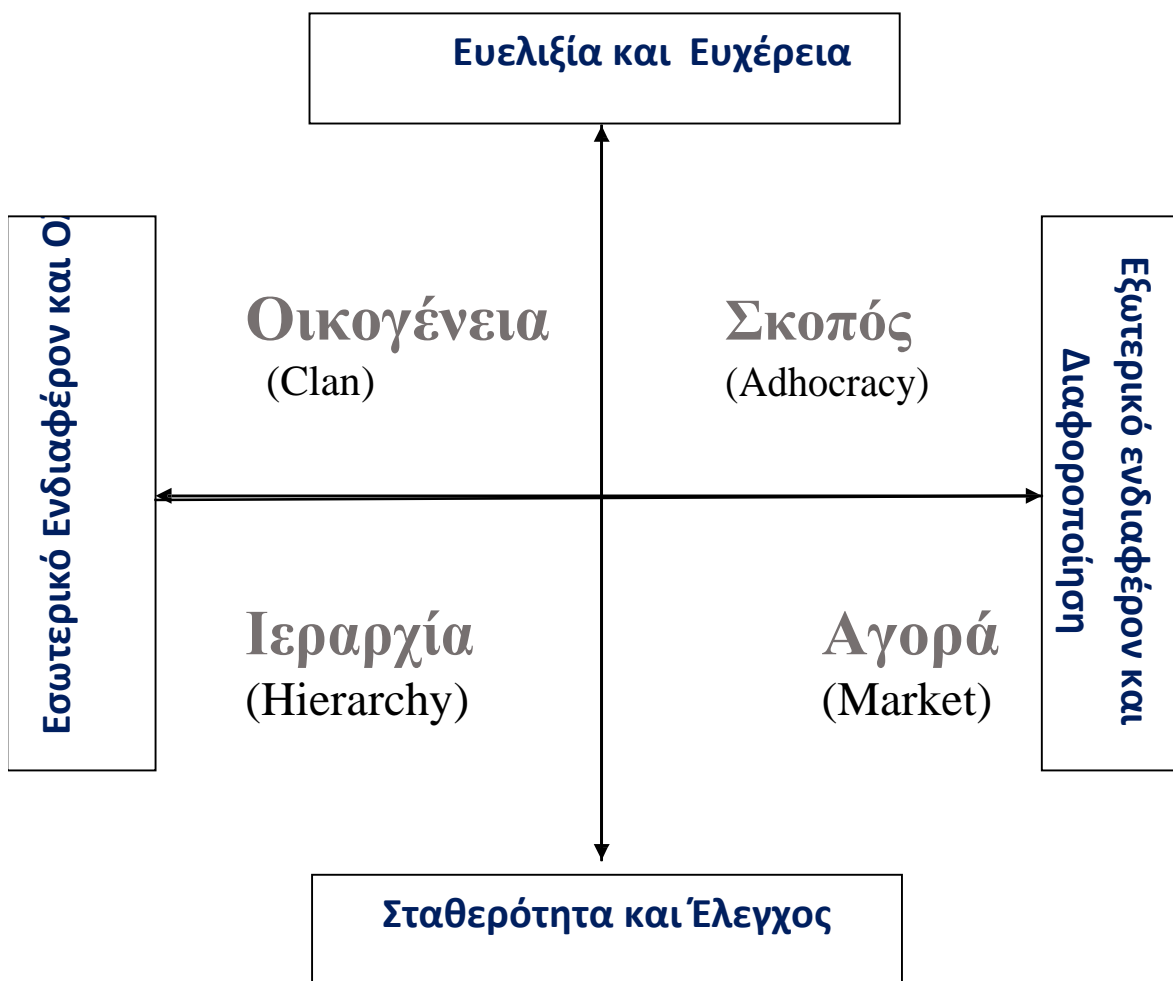 Ευελιξία και Ευχέρεια
Εσωτερικό Ενδιαφέρον και
Οικογένεια
(Clan)
Σκοπός
(Adhocracy)
Εξωτερικό ενδιαφέρον και
Διαφοροποίηση
Ιεραρχία
(Hierarchy)
Αγορά
(Market)
Σταθερότητα και Έλεγχος